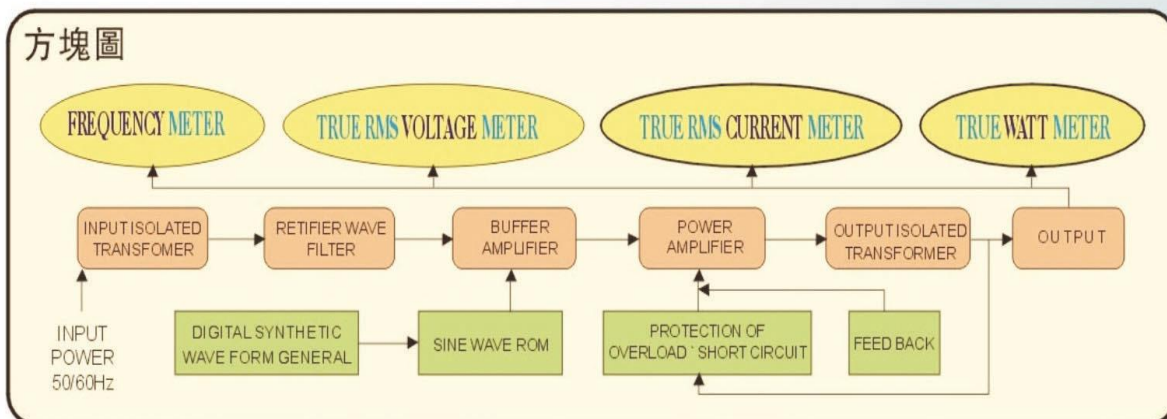 方塊圖
FREQUENCY METER
TRUE RMS VOLTAGE METER
TRUE RMS CURRENT METER
TRUE WATT METER
INPUT ISOLATED
TRANSFOMER
RETIFIER WAVE
FILTER
BUFFER
AMPLIFIER
POWER
AMPLIFIER
OUTPUT ISOLATED
TRANSFORMER
OUTPUT
INPUT
POWER
50/60Hz
DIGITAL SYNTHETIC
WAVE FORM GENERAL
SINE WAVE ROM
PROTECTION OF
OVERLOAD`SHORT CIRCUIT
FEED BACK